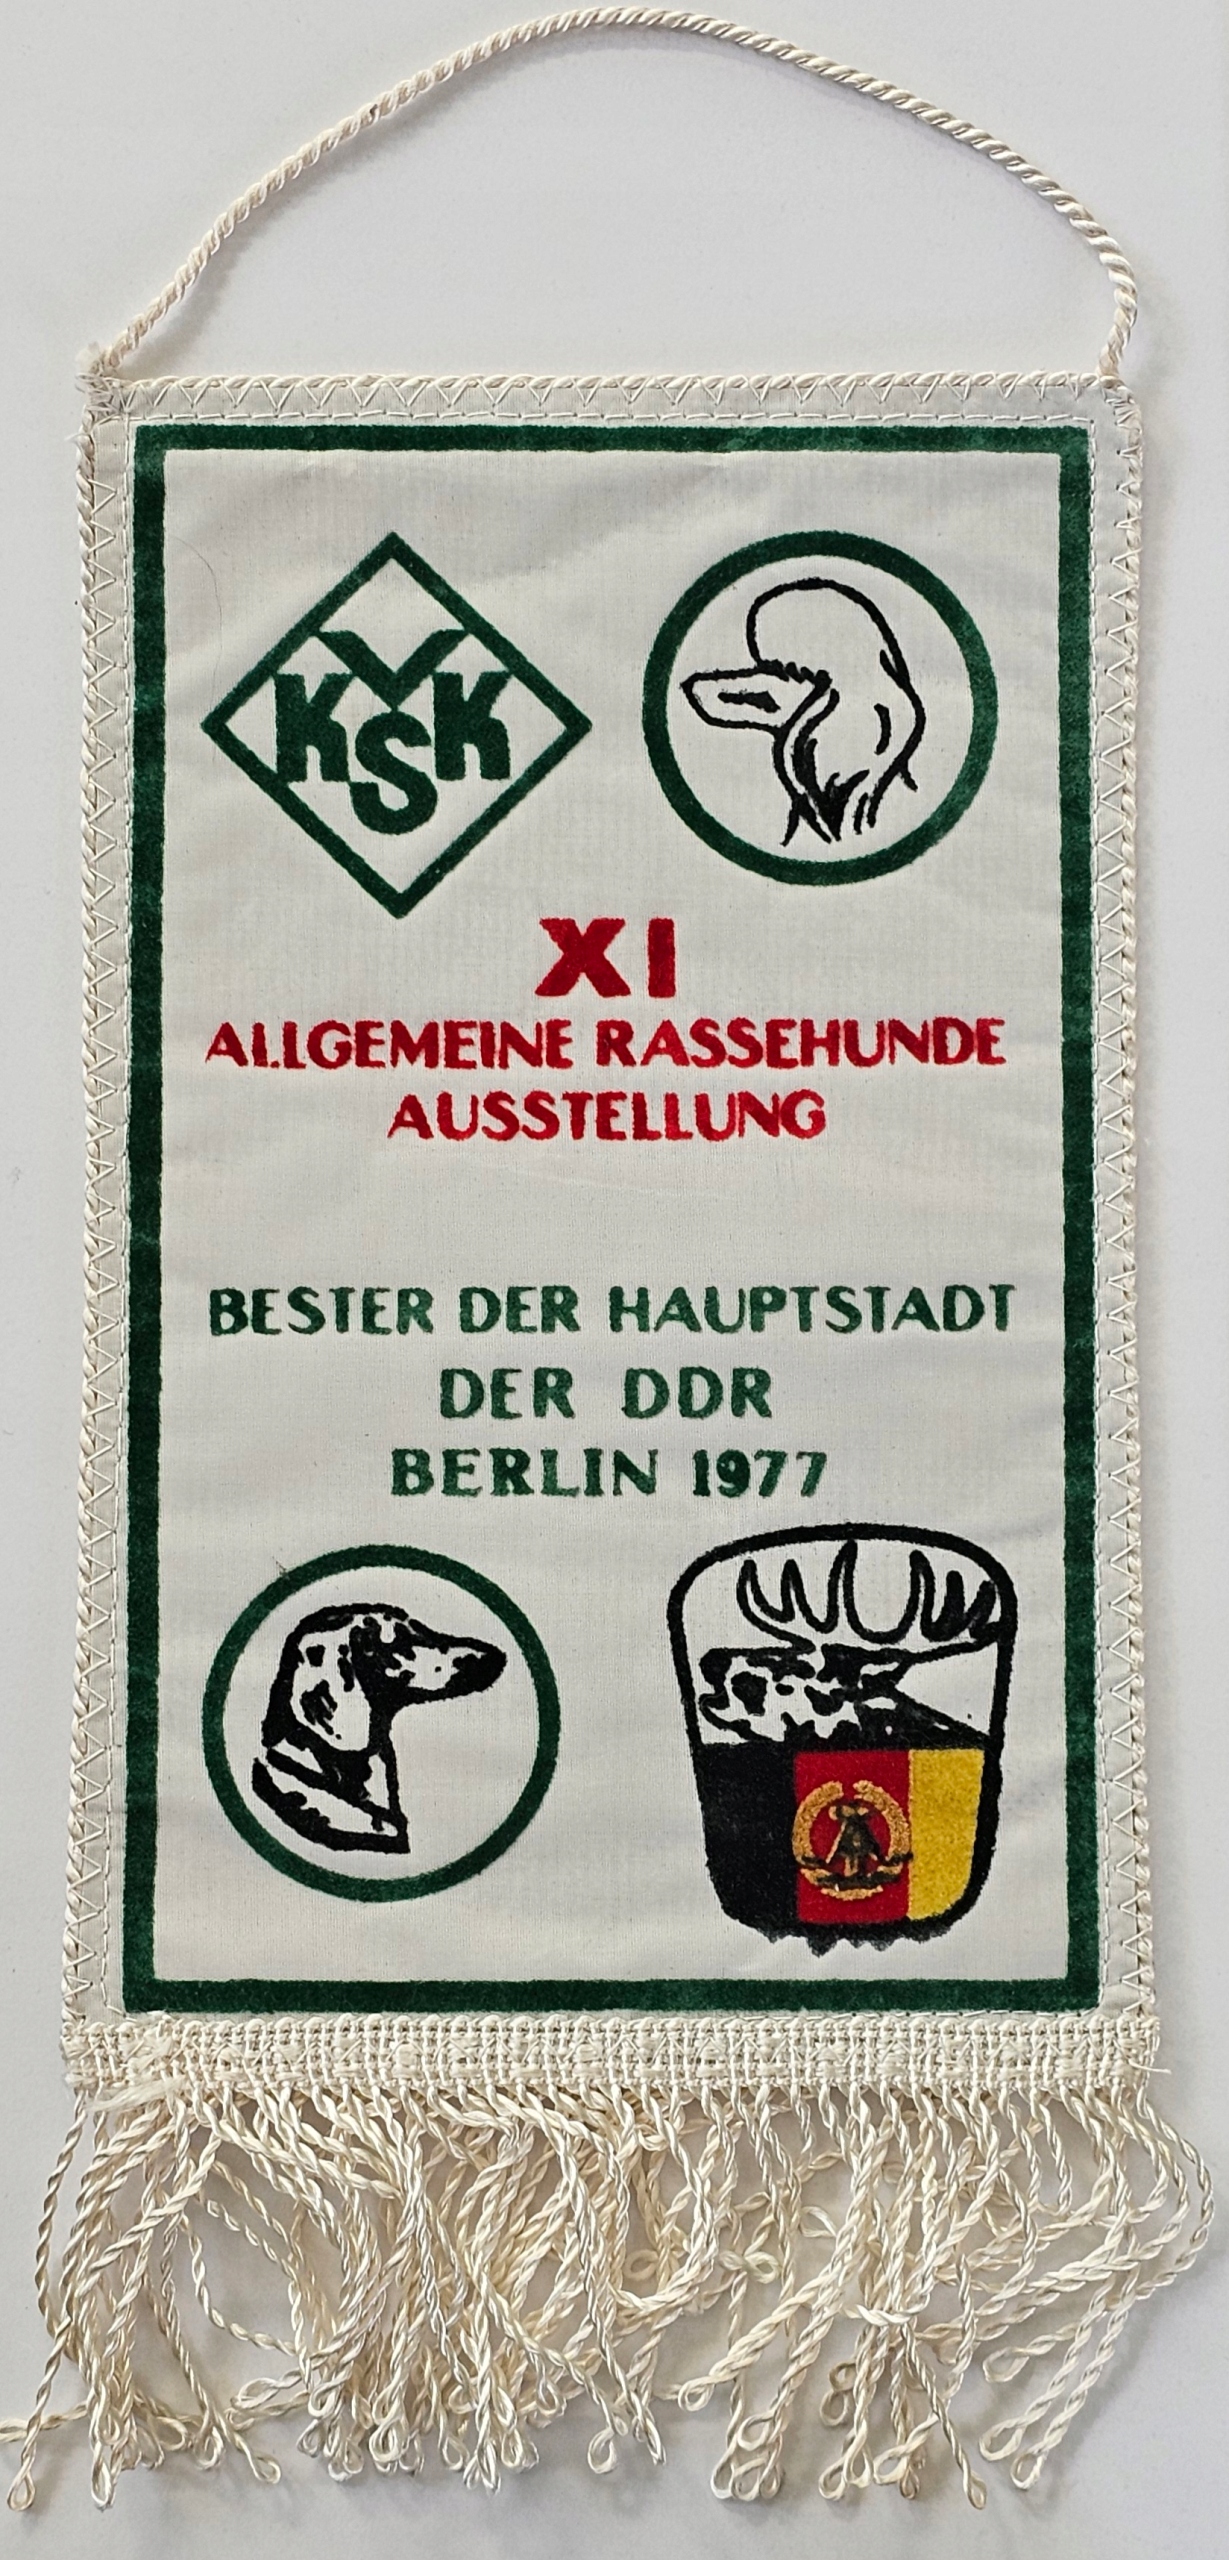 VKSK
XI
ALLGEMEINE RASSEHUNDE
AUSSTELLUNG
BESTER DER HAUPTSTADT
DER DDR
BERLIN 1977